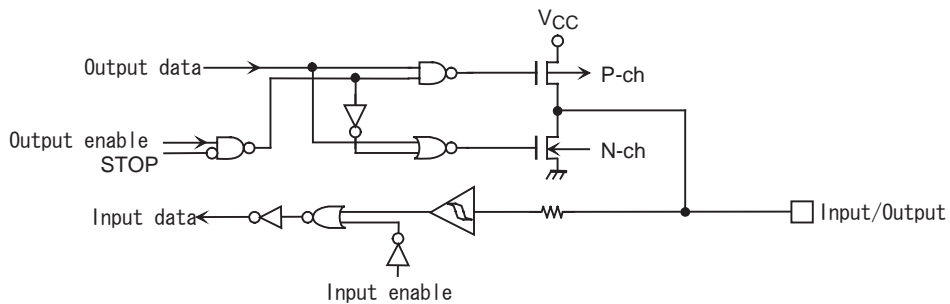 VCC
Output data
P-ch
Output enable
STOP
N-ch
Input data
Input/Output
Input enable